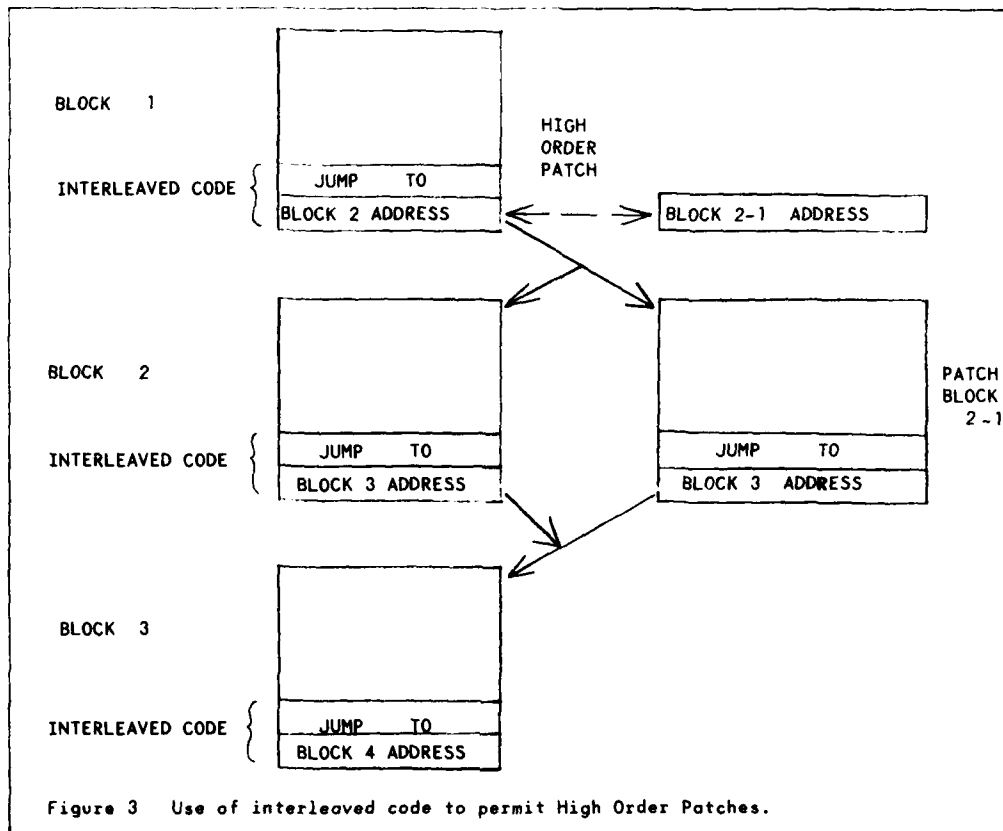 BLOCK 1
HIGH
ORDER
PATCH
INTERLEAVED CODE
JUMP TO
BLOCK 2 ADDRESS
BLOCK 2-1 ADDRESS
BLOCK 2
INTERLEAVED CODE
JUMP TO
BLOCK 3 ADDRESS
PATCH
BLOCK
2-1
JUMP TO
BLOCK 3 ADDRESS
BLOCK 3
INTERLEAVED CODE
JUMP TO
BLOCK 4 ADDRESS
Figure 3 Use of interleaved code to permit High Order Patches.